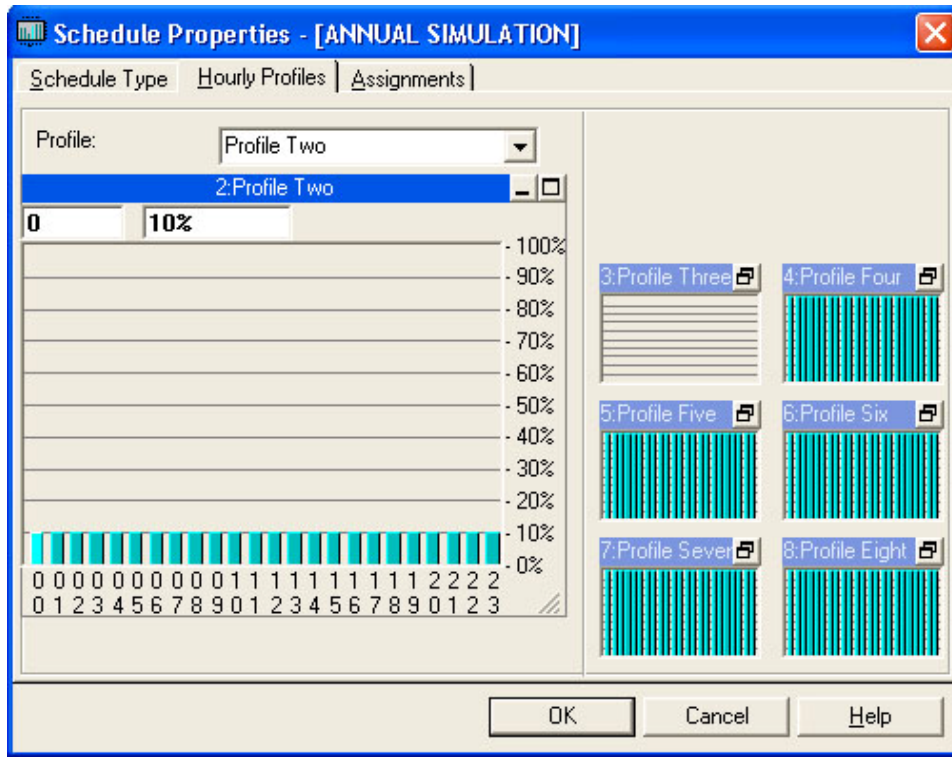 Schedule Properties - [ANNUAL SIMULATION]
Schedule Type Hourly Profiles Assignments
Profile: Profile Two
2:Profile Two
0 10%
100%
90%
80%
70%
60%
50%
40%
30%
20%
10%
0%
0 0 0 0 0 0 0 0 0 0 1 1 1 1 1 1 1 1 1 1 2 2 2 2
0 1 2 3 4 5 6 7 8 9 0 1 2 3 4 5 6 7 8 9 0 1 2 3
3:Profile Three 4:Profile Four
5:Profile Five 6:Profile Six
7:Profile Seven 8:Profile Eight
OK Cancel Help